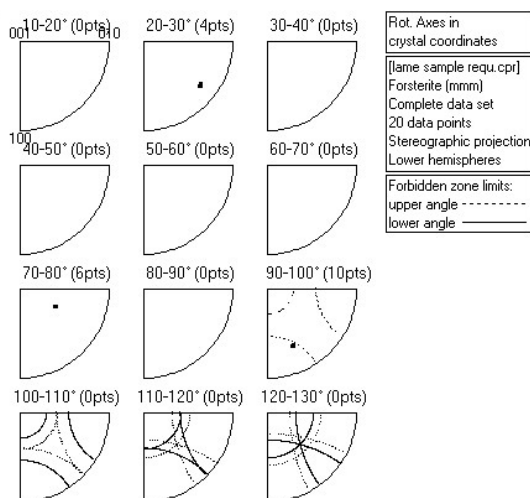 10-20° (0pts)
20-30° (4pts)
30-40° (0pts)
001
010
100
40-50° (0pts)
50-60° (0pts)
60-70° (0pts)
70-80° (6pts)
80-90° (0pts)
90-100° (10pts)
100-110° (0pts)
110-120° (0pts)
120-130° (0pts)
Rot. Axes in
crystal coordinates
[lame sample requ.cpr]
Forsterite (mmm)
Complete data set
20 data points
Stereographic projection
Lower hemispheres
Forbidden zone limits:
upper angle
lower angle